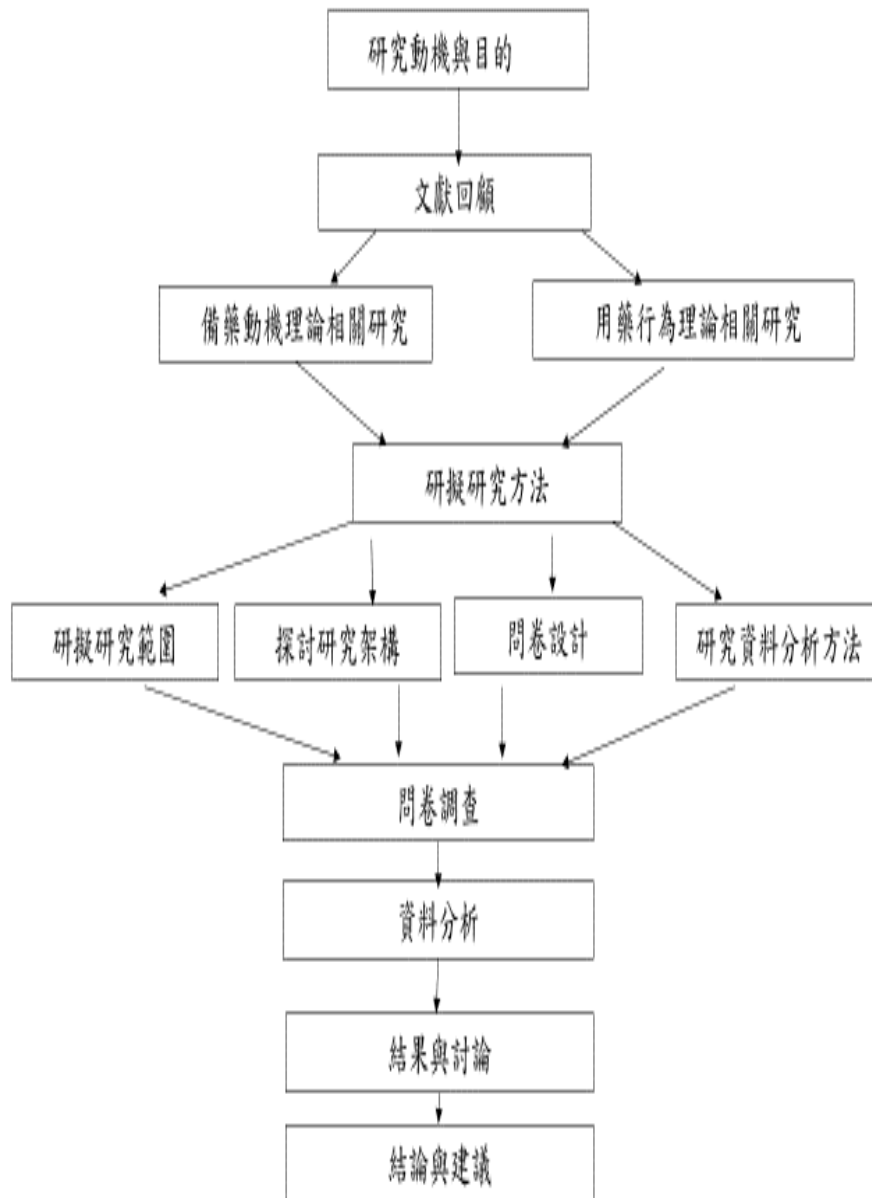 研究動機與目的
文獻回顧
備藥動機理論相關研究
用藥行為理論相關研究
研擬研究方法
研擬研究範圍
探討研究架構
問卷設計
研究資料分析方法
問卷調查
資料分析
結果與討論
結論與建議